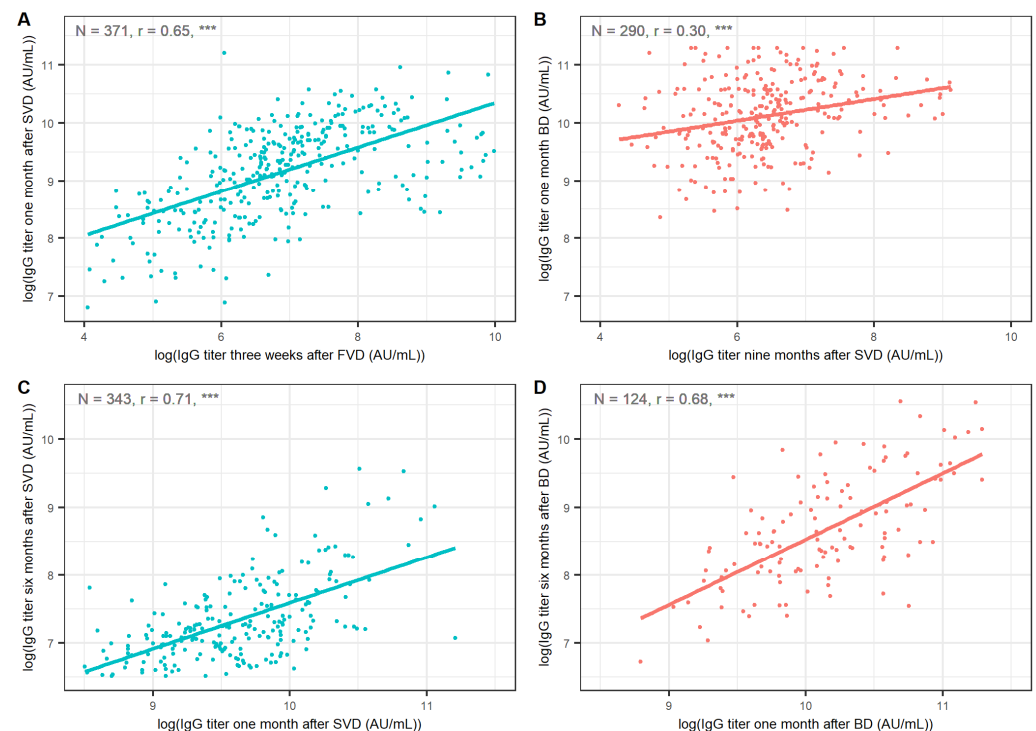 A
N = 371, r = 0.65, ***
log(IgG titer one month after SVD (AU/mL))
11
10
9
8
7
4
6
8
10
log(IgG titer three weeks after FVD (AU/mL))
B
N = 290, r = 0.30, ***
log(IgG titer one month BD (AU/mL))
11
10
9
8
7
4
6
8
10
log(IgG titer nine months after SVD (AU/mL))
C
N = 343, r = 0.71, ***
log(IgG titer six months after SVD (AU/mL))
10
9
8
7
9
10
11
log(IgG titer one month after SVD (AU/mL))
D
N = 124, r = 0.68, ***
log(IgG titer six months after BD (AU/mL))
10
9
8
7
9
10
11
log(IgG titer one month after BD (AU/mL))